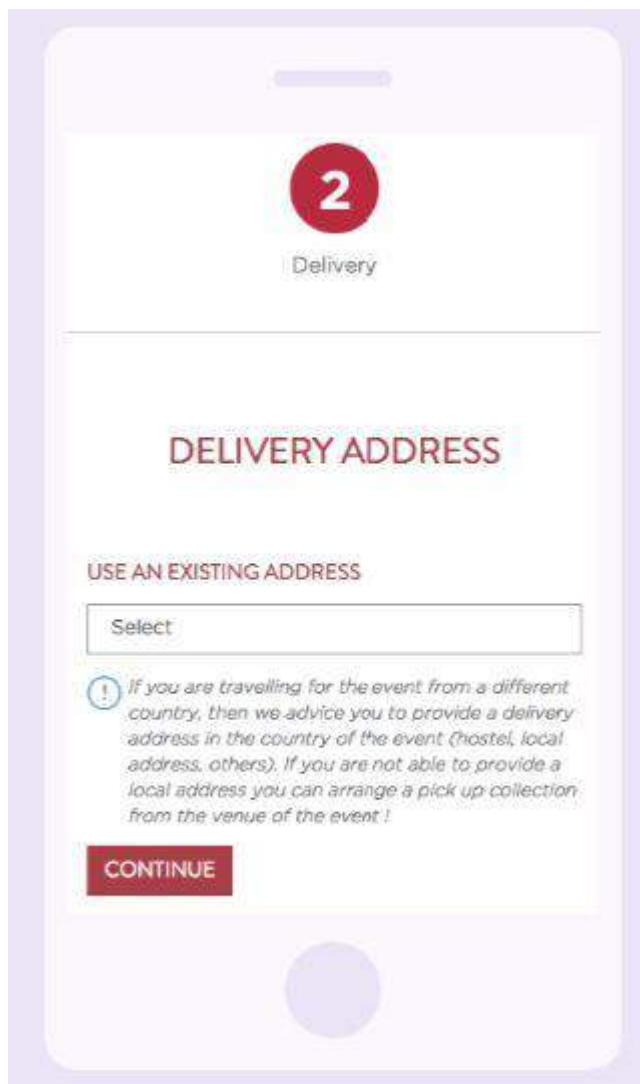 2
Delivery
DELIVERY ADDRESS
USE AN EXISTING ADDRESS
Select
! If you are travelling for the event from a different
country, then we advice you to provide a delivery
address in the country of the event (hostel, local
address, others). If you are not able to provide a
local address you can arrange a pick up collection
from the venue of the event !
CONTINUE